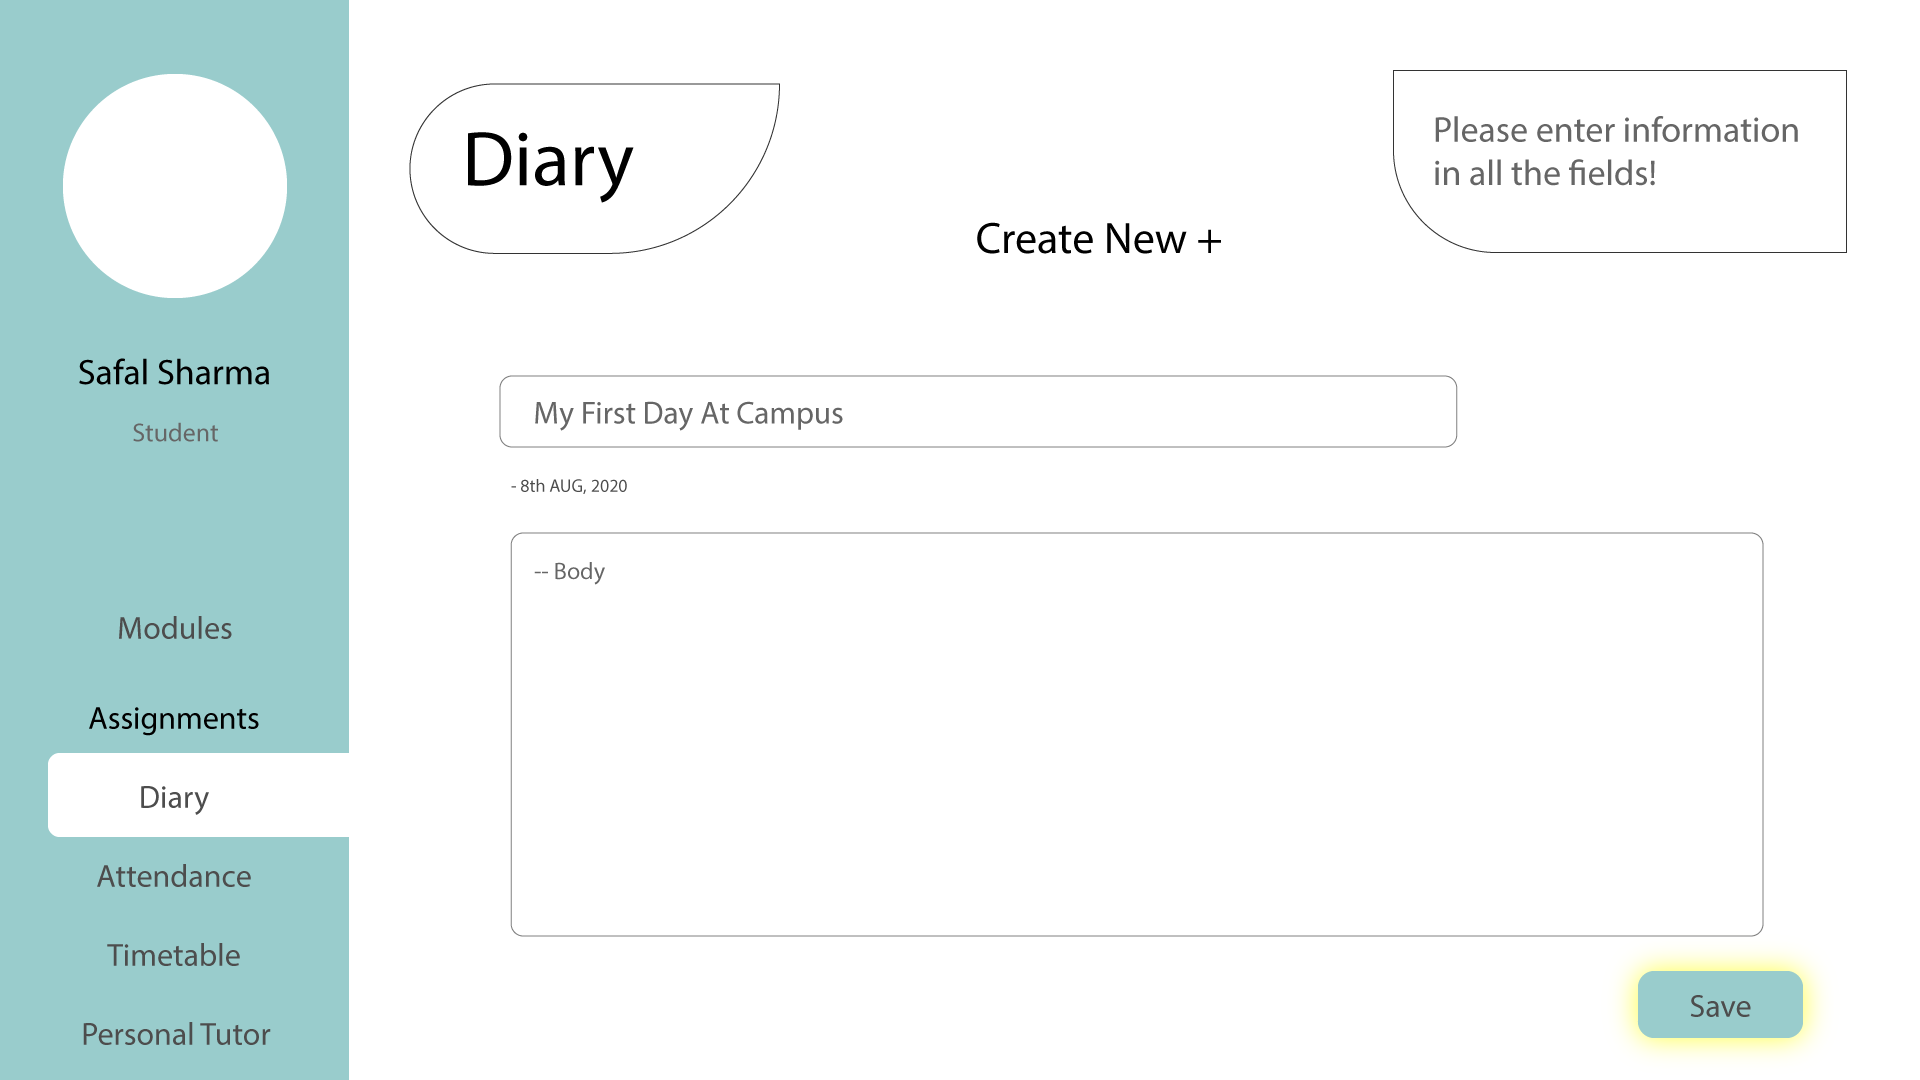 Safal Sharma
Student
Modules
Assignments
Diary
Attendance
Timetable
Personal Tutor
Diary
Create New +
Please enter information
in all the fields!
My First Day At Campus
- 8th AUG, 2020
-- Body
Save